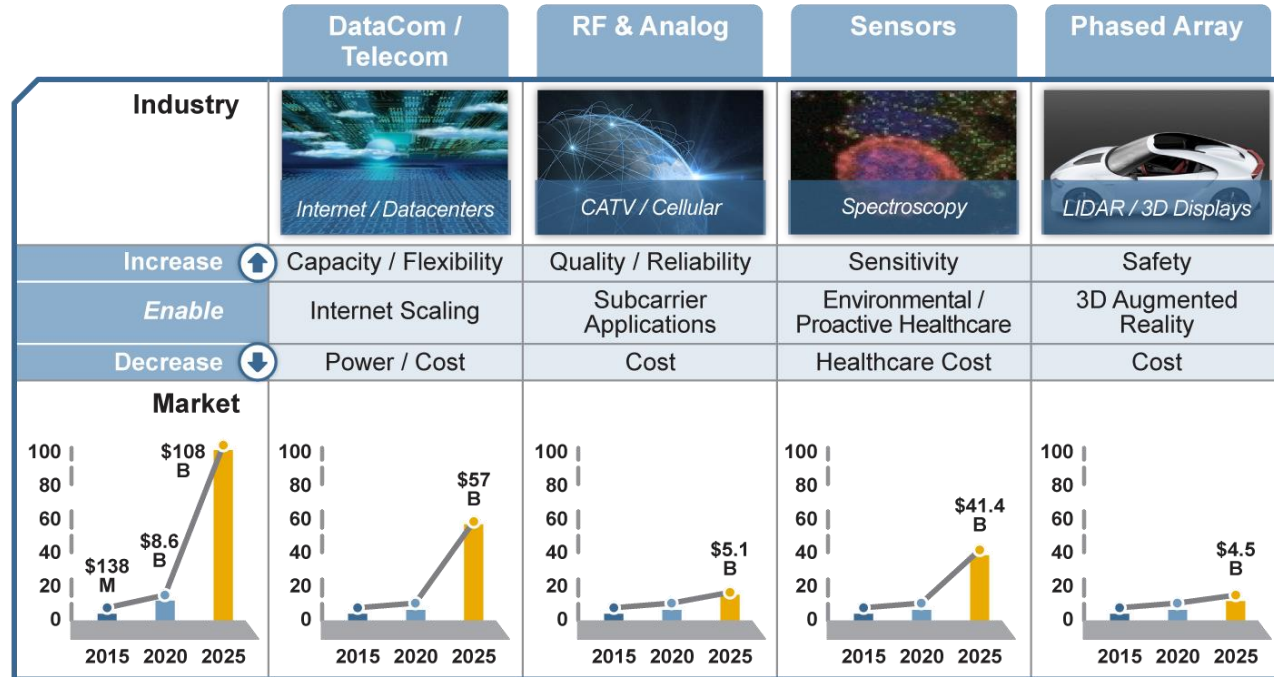 DataCom /
Telecom
RF & Analog
Sensors
Phased Array
Industry
Internet / Datacenters
CATV / Cellular
Spectroscopy
LIDAR / 3D Displays
Increase
Capacity / Flexibility
Quality / Reliability
Sensitivity
Safety
Enable
Internet Scaling
Subcarrier
Applications
Environmental /
Proactive Healthcare
3D Augmented
Reality
Decrease
Power / Cost
Cost
Healthcare Cost
Cost
Market
100
80
60
40
20
0
$138
M
$8.6
B
$108
B
2015 2020 2025
100
80
60
40
20
0
$57
B
2015 2020 2025
100
80
60
40
20
0
$5.1
B
2015 2020 2025
100
80
60
40
20
0
$41.4
B
2015 2020 2025
100
80
60
40
20
0
$4.5
B
2015 2020 2025